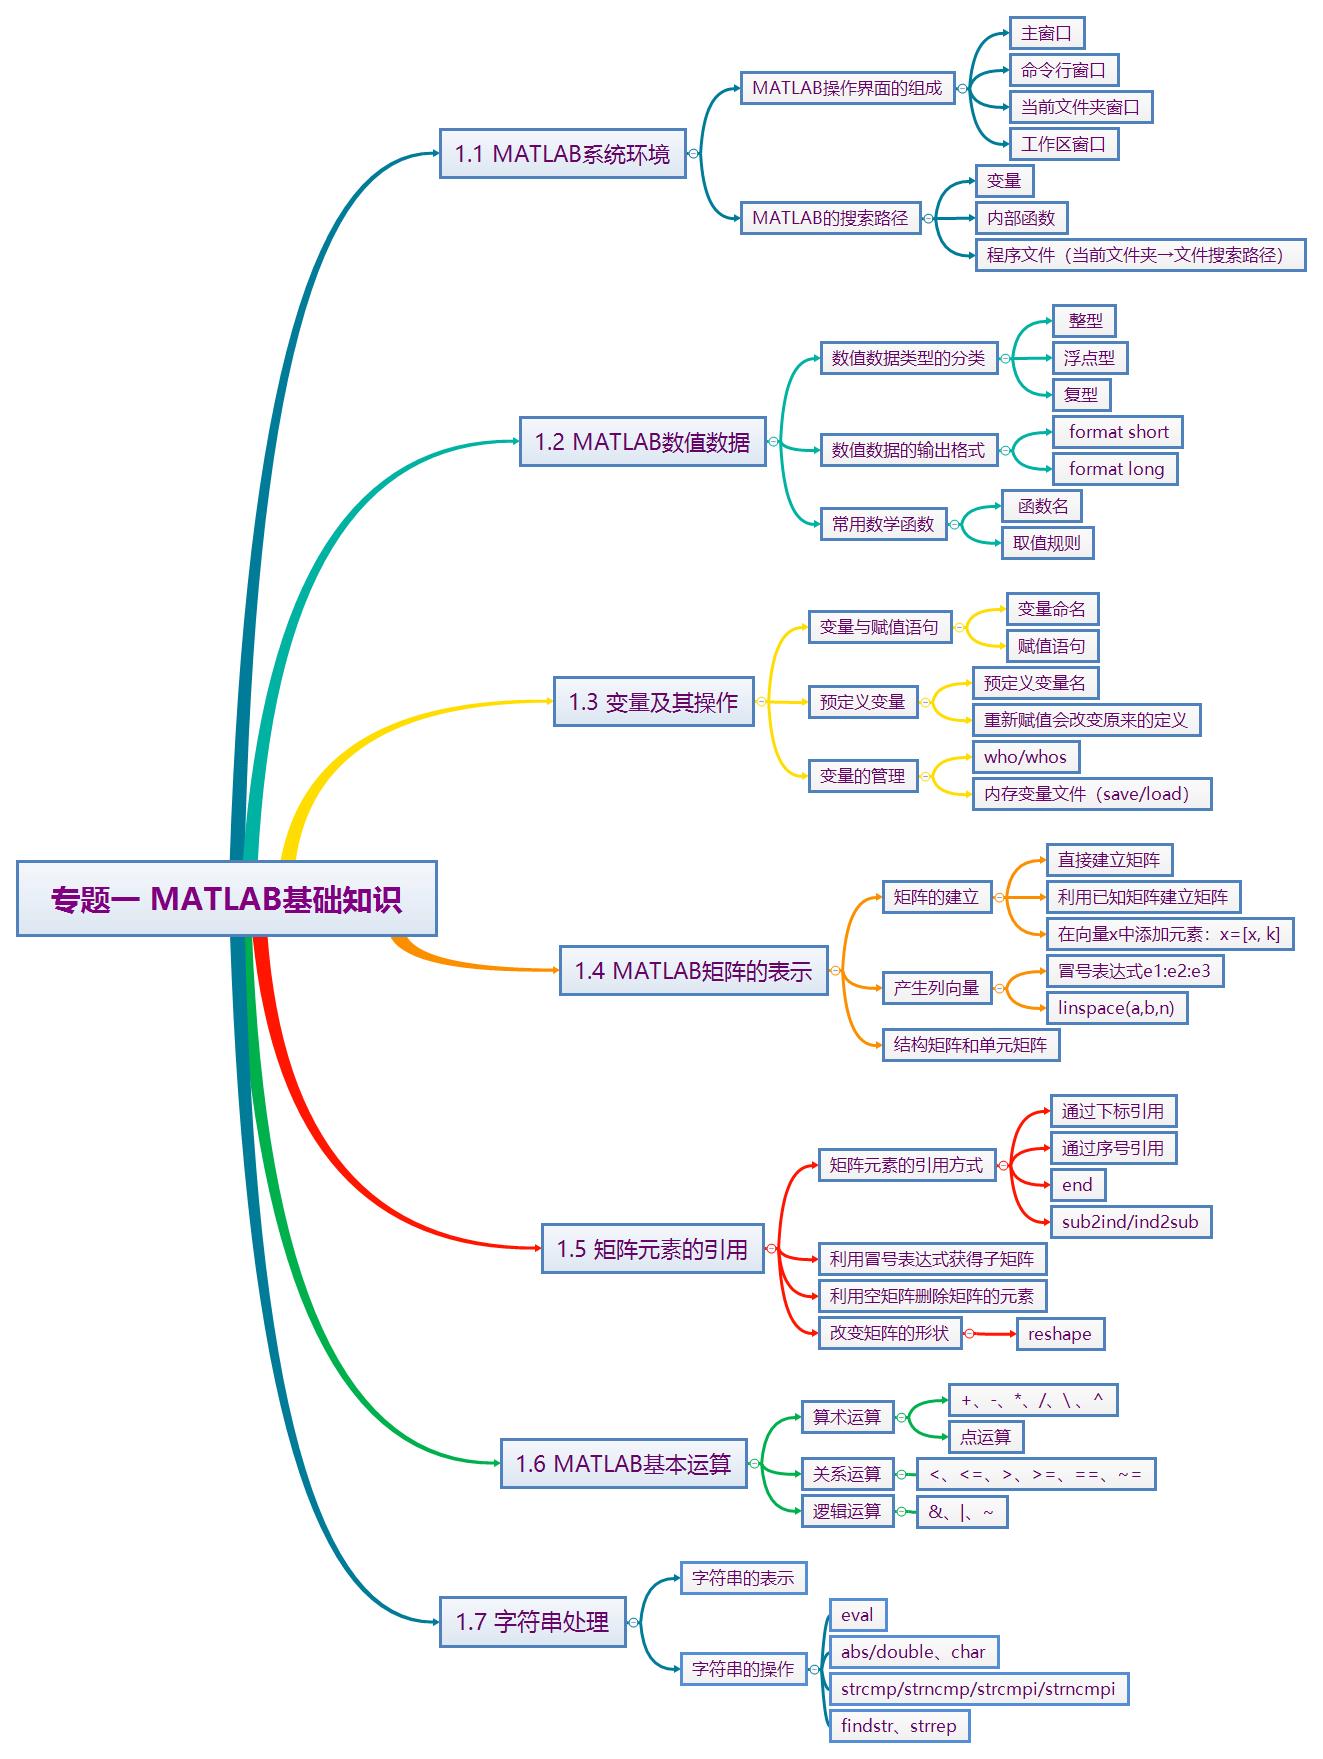 专题一 MATLAB基础知识
1.1 MATLAB系统环境
MATLAB操作界面的组成
主窗口
命令行窗口
当前文件夹窗口
工作区窗口
MATLAB的搜索路径
变量
内部函数
程序文件（当前文件夹→文件搜索路径）
1.2 MATLAB数值数据
数值数据类型的分类
整型
浮点型
复型
数值数据的输出格式
format short
format long
常用数学函数
函数名
取值规则
1.3 变量及其操作
变量与赋值语句
变量命名
赋值语句
预定义变量
预定义变量名
重新赋值会改变原来的定义
变量的管理
who/whos
内存变量文件（save/load）
1.4 MATLAB矩阵的表示
矩阵的建立
直接建立矩阵
利用已知矩阵建立矩阵
在向量x中添加元素：x=[x, k]
产生列向量
冒号表达式e1:e2:e3
linspace(a,b,n)
结构矩阵和单元矩阵
1.5 矩阵元素的引用
矩阵元素的引用方式
通过下标引用
通过序号引用
end
sub2ind/ind2sub
利用冒号表达式获得子矩阵
利用空矩阵删除矩阵的元素
改变矩阵的形状
reshape
1.6 MATLAB基本运算
算术运算
+、-、*、/、\ 、^
点运算
关系运算
<、<=、>、>=、==、~=
逻辑运算
&、|、~
1.7 字符串处理
字符串的表示
字符串的操作
eval
abs/double、char
strcmp/strncmp/strcmpi/strncmpi
findstr、strrep